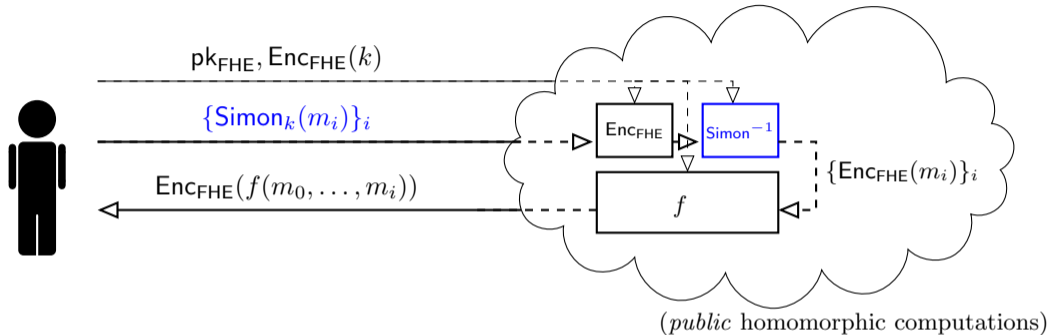 pk_FHE, Enc_FHE(k)
{Simon_k(m_i)}_i
Enc_FHE
Simon⁻¹
Enc_FHE(f(m_0, . . . , m_i))
f
{Enc_FHE(m_i)}_i
(public homomorphic computations)